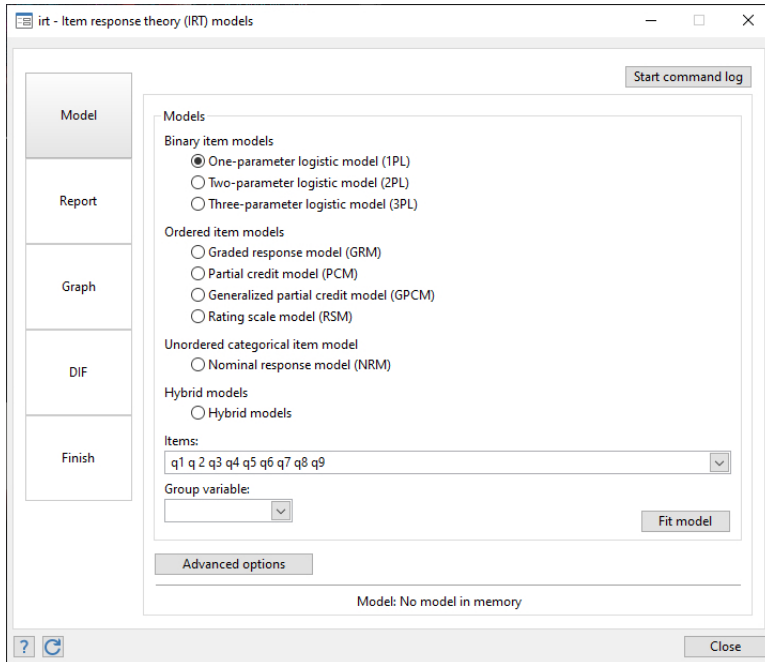 irt - Item response theory (IRT) models
Start command log
Model
Report
Graph
DIF
Finish
Models
Binary item models
One-parameter logistic model (1PL)
Two-parameter logistic model (2PL)
Three-parameter logistic model (3PL)
Ordered item models
Graded response model (GRM)
Partial credit model (PCM)
Generalized partial credit model (GPCM)
Rating scale model (RSM)
Unordered categorical item model
Nominal response model (NRM)
Hybrid models
Hybrid models
Items:
q1 q 2 q3 q4 q5 q6 q7 q8 q9
Group variable:
Fit model
Advanced options
Model: No model in memory
?
Close